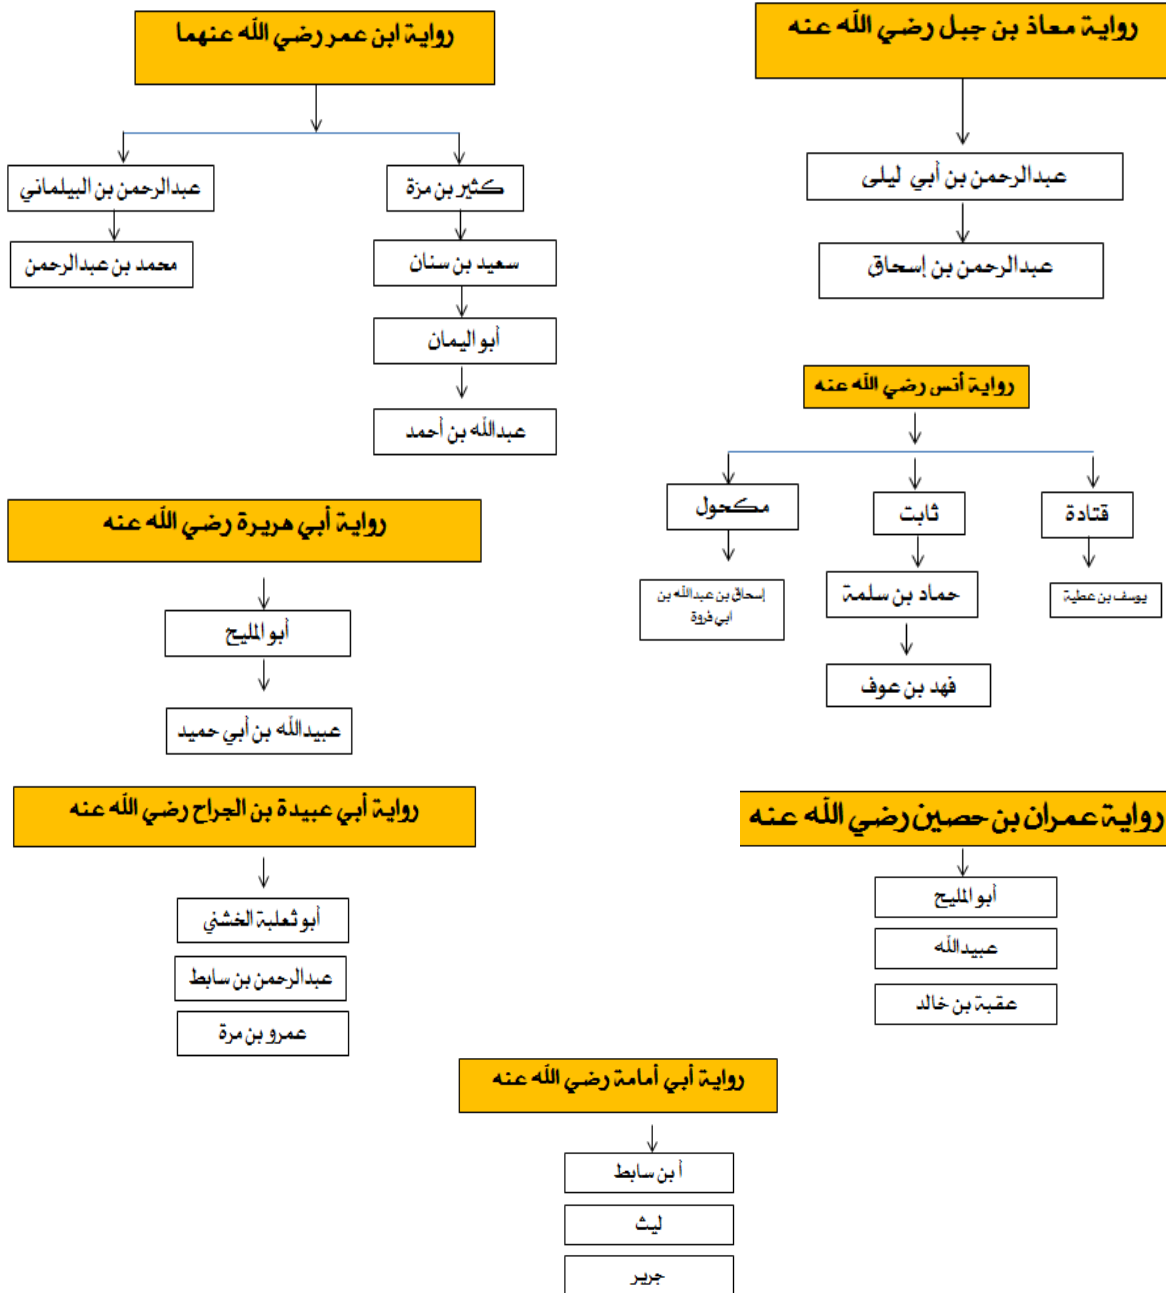 رواية معاذ بن جبل رضي الله عنه
عبدالرحمن بن أبي ليلى
عبدالرحمن بن إسحاق
رواية ابن عمر رضي الله عنهما
كثير بن مزة
سعيد بن سنان
أبو اليمان
عبدالله بن أحمد
عبدالرحمن بن البيلماني
محمد بن عبدالرحمن
رواية أنس رضي الله عنه
قتادة
يوسف بن عطية
ثابت
حماد بن سلمة
فهد بن عوف
مكحول
إسحاق بن عبدالله بن
ابي فروة
رواية أبي هريرة رضي الله عنه
أبو المليح
عبيدالله بن أبي حميد
رواية عمران بن حصين رضي الله عنه
أبو المليح
عبيدالله
عقبة بن خالد
رواية أبي عبيدة بن الجراح رضي الله عنه
أبو ثعلبة الخشني
عبدالرحمن بن سابط
عمرو بن مرة
رواية أبي أمامة رضي الله عنه
أ بن سابط
ليث
جرير